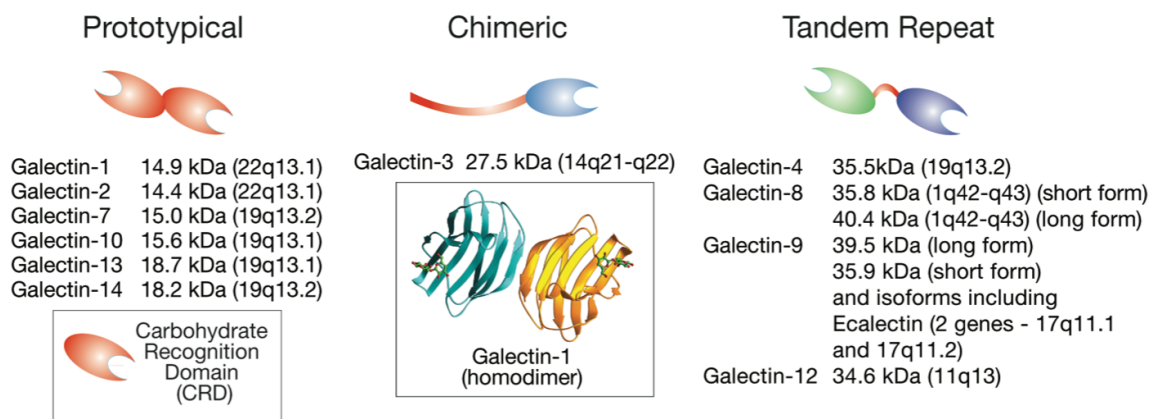 Prototypical
Galectin-1 14.9 kDa (22q13.1)
Galectin-2 14.4 kDa (22q13.1)
Galectin-7 15.0 kDa (19q13.2)
Galectin-10 15.6 kDa (19q13.1)
Galectin-13 18.7 kDa (19q13.1)
Galectin-14 18.2 kDa (19q13.2)
Carbohydrate
Recognition
Domain
(CRD)
Chimeric
Galectin-3 27.5 kDa (14q21-q22)
Galectin-1
(homodimer)
Tandem Repeat
Galectin-4 35.5kDa (19q13.2)
Galectin-8 35.8 kDa (1q42-q43) (short form)
40.4 kDa (1q42-q43) (long form)
Galectin-9 39.5 kDa (long form)
35.9 kDa (short form)
and isoforms including
Ecalectin (2 genes - 17q11.1
and 17q11.2)
Galectin-12 34.6 kDa (11q13)